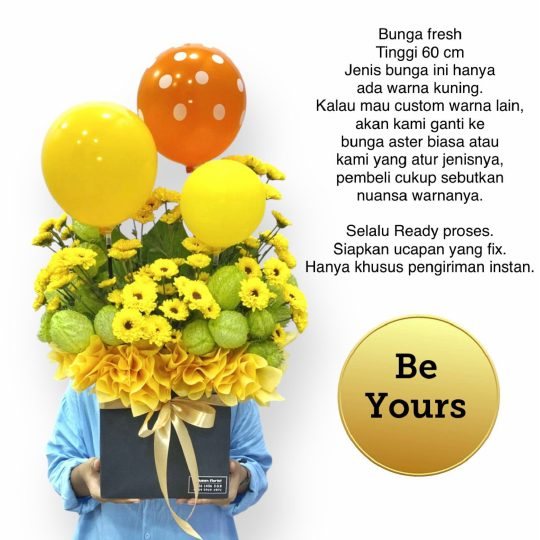 Bunga fresh
Tinggi 60 cm
Jenis bunga ini hanya
ada warna kuning.
Kalau mau custom warna lain,
akan kami ganti ke
bunga aster biasa atau
kami yang atur jenisnya,
pembeli cukup sebutkan
nuansa warnanya.
Selalu Ready proses.
Siapkan ucapan yang fix.
Hanya khusus pengiriman instan.
Be
Yours